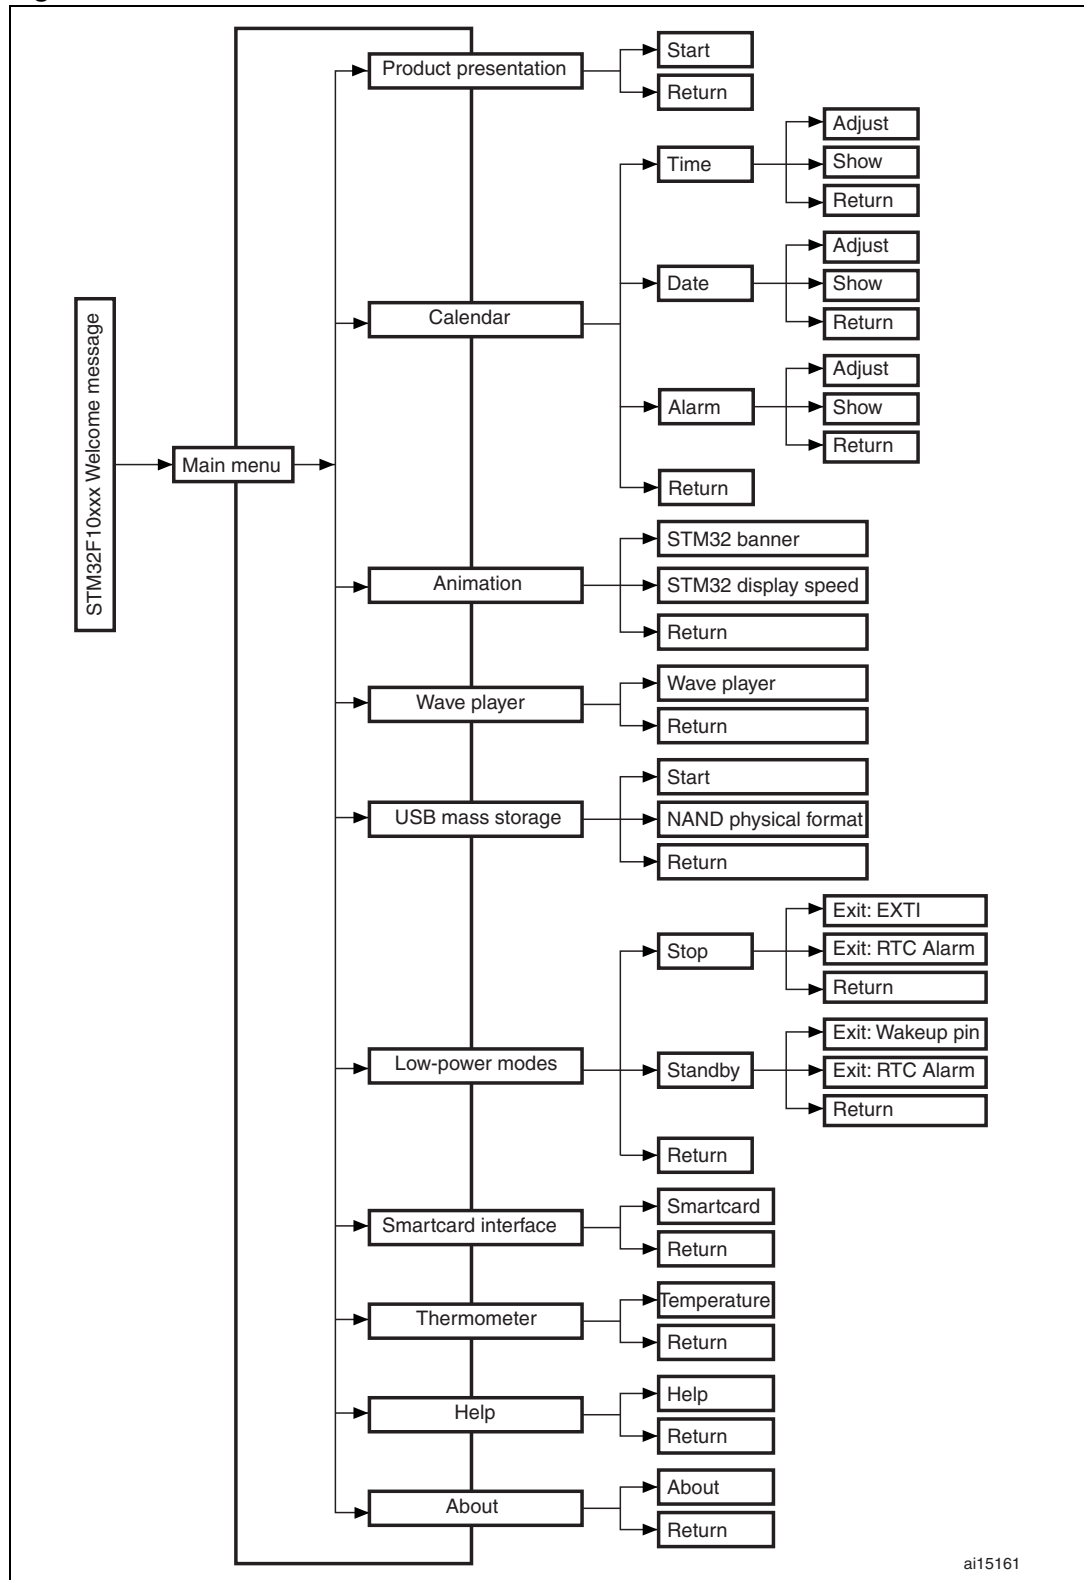 STM32F10xxx Welcome message
Main menu
Product presentation
Start
Return
Calendar
Time
Adjust
Show
Return
Date
Adjust
Show
Return
Alarm
Adjust
Show
Return
Return
Animation
STM32 banner
STM32 display speed
Return
Wave player
Wave player
Return
USB mass storage
Start
NAND physical format
Return
Low-power modes
Stop
Exit: EXTI
Exit: RTC Alarm
Return
Standby
Exit: Wakeup pin
Exit: RTC Alarm
Return
Return
Smartcard interface
Smartcard
Return
Thermometer
Temperature
Return
Help
Help
Return
About
About
Return
ai15161